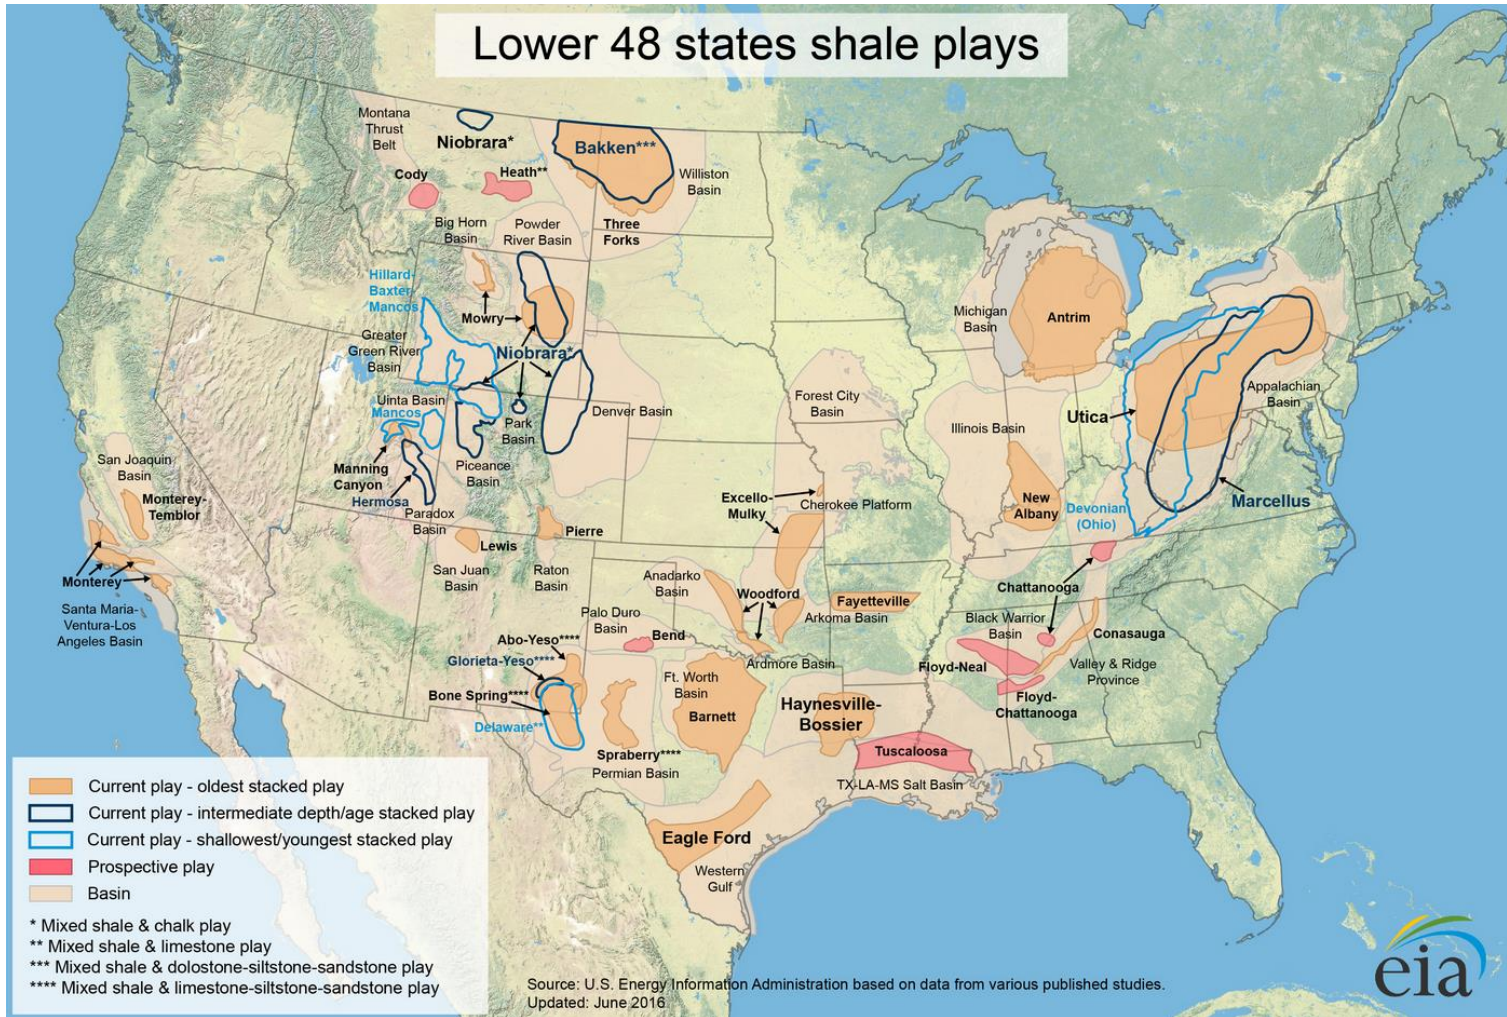 Lower 48 states shale plays
Montana
Thrust
Belt
Niobrara*
Bakken***
Cody
Heath**
Williston
Basin
Big Horn
Basin
Powder
River Basin
Three
Forks
Hillard-
Baxter-
Mancos
Mowry
Greater
Green River
Basin
Niobrara*
Michigan
Basin
Antrim
Uinta Basin
Mancos
Park
Basin
Denver Basin
Forest City
Basin
Illinois Basin
Utica
Appalachian
Basin
San Joaquin
Basin
Monterey-
Temblor
Manning
Canyon
Hermosa
Piceance
Basin
Paradox
Basin
Excello-
Mulky
Cherokee Platform
New
Albany
Devonian
(Ohio)
Marcellus
Pierre
Lewis
San Juan
Basin
Raton
Basin
Monterey
Santa Maria-
Ventura-Los
Angeles Basin
Anadarko
Basin
Woodford
Fayetteville
Arkoma Basin
Chattanooga
Palo Duro
Basin
Bend
Black Warrior
Basin
Conasauga
Abo-Yeso****
Glorieta-Yeso****
Ardmore Basin
Floyd-Neal
Valley & Ridge
Province
Bone Spring****
Delaware**
Ft. Worth
Basin
Barnett
Haynesville-
Bossier
Floyd-
Chattanooga
Spraberry****
Permian Basin
Tuscaloosa
TX-LA-MS Salt Basin
Eagle Ford
Western
Gulf
Current play - oldest stacked play
Current play - intermediate depth/age stacked play
Current play - shallowest/youngest stacked play
Prospective play
Basin
* Mixed shale & chalk play
** Mixed shale & limestone play
*** Mixed shale & dolostone-siltstone-sandstone play
**** Mixed shale & limestone-siltstone-sandstone play
Source: U.S. Energy Information Administration based on data from various published studies.
Updated: June 2016
eia